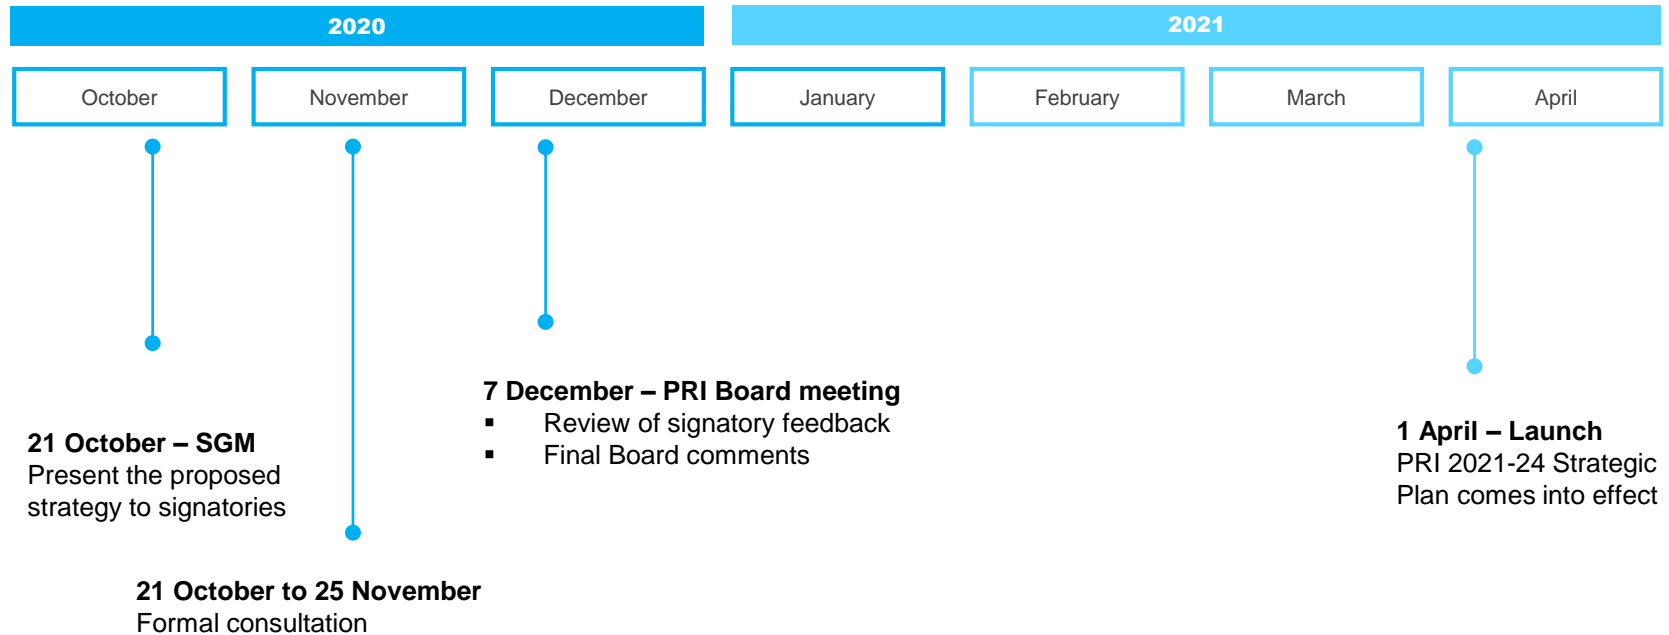 2020
2021
October
November
December
January
February
March
April
21 October – SGM
Present the proposed
strategy to signatories
21 October to 25 November
Formal consultation
7 December – PRI Board meeting
▪ Review of signatory feedback
▪ Final Board comments
1 April – Launch
PRI 2021-24 Strategic
Plan comes into effect